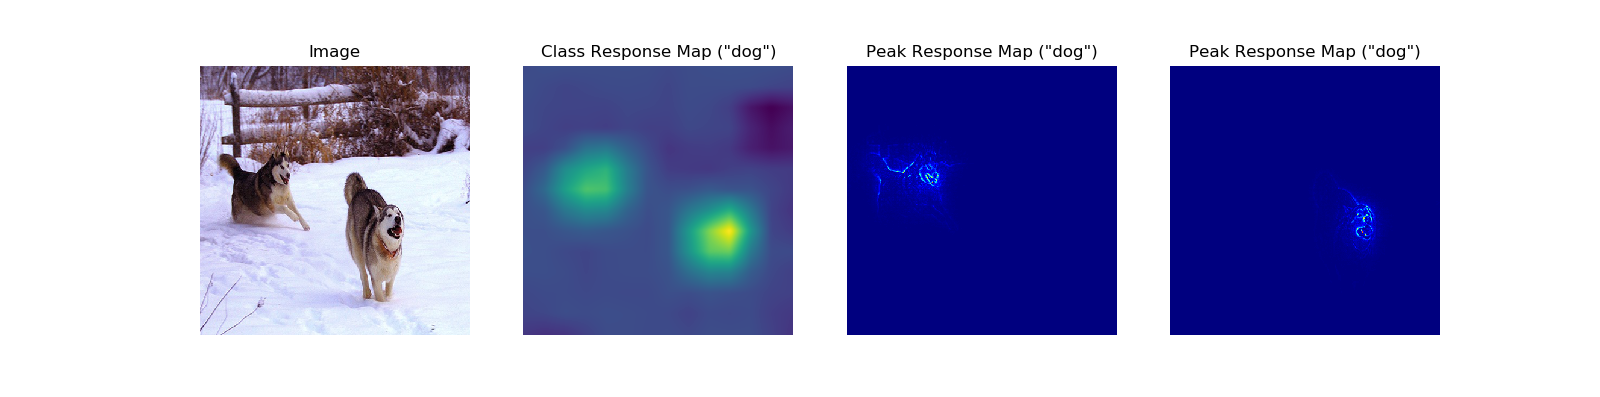 Image
Class Response Map ("dog")
Peak Response Map ("dog")
Peak Response Map ("dog")